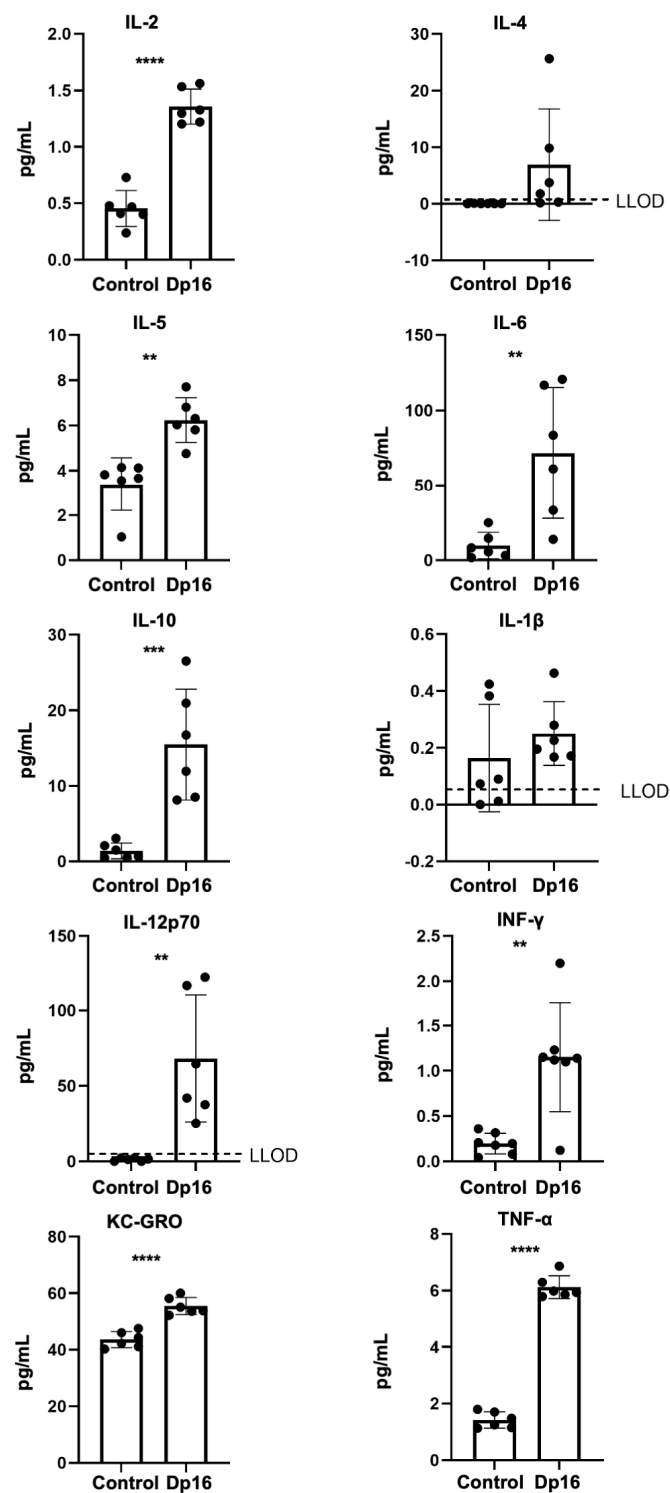 IL-2
****
2.0
1.5
1.0
0.5
0.0
pg/mL
Control Dp16
IL-4
30
20
10
0
-10
pg/mL
LLOD
Control Dp16
IL-5
**
10
8
6
4
2
0
pg/mL
Control Dp16
IL-6
**
150
100
50
0
pg/mL
Control Dp16
IL-10
***
30
20
10
0
pg/mL
Control Dp16
IL-1β
0.6
0.4
0.2
0.0
-0.2
pg/mL
LLOD
Control Dp16
IL-12p70
**
150
100
50
0
pg/mL
LLOD
Control Dp16
INF-γ
**
2.5
2.0
1.5
1.0
0.5
0.0
pg/mL
Control Dp16
KC-GRO
****
80
60
40
20
0
pg/mL
Control Dp16
TNF-α
****
8
6
4
2
0
pg/mL
Control Dp16